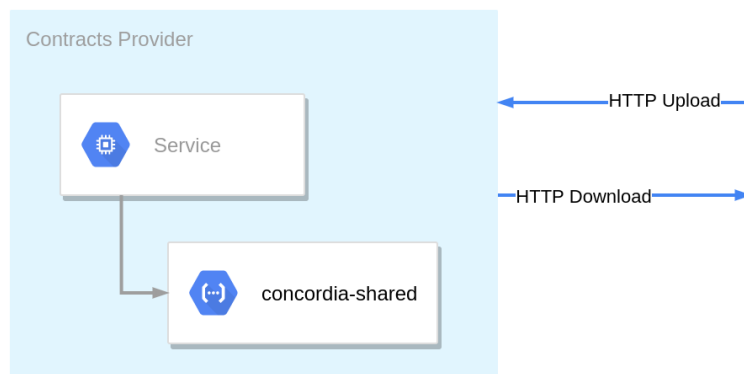 Contracts Provider
HTTP Upload
Service
HTTP Download
concordia-shared